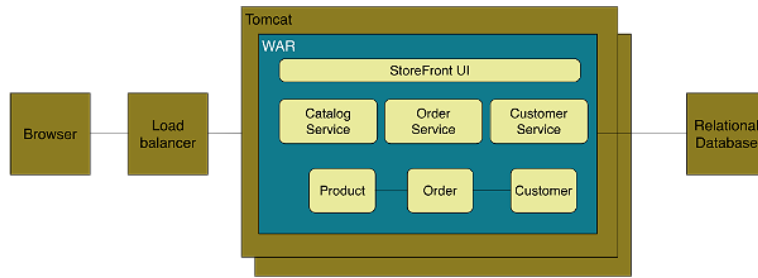 Tomcat
WAR
StoreFront UI
Catalog
Service
Order
Service
Customer
Service
Browser
Load
balancer
Relational
Database
Product
Order
Customer